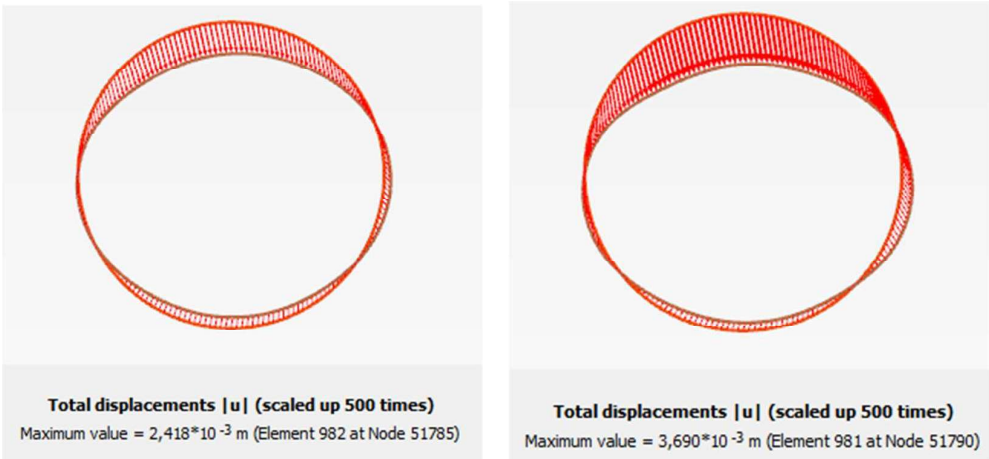 Total displacements |u| (scaled up 500 times)
Maximum value = 2,418*10 -3 m (Element 982 at Node 51785)
Total displacements |u| (scaled up 500 times)
Maximum value = 3,690*10 -3 m (Element 981 at Node 51790)